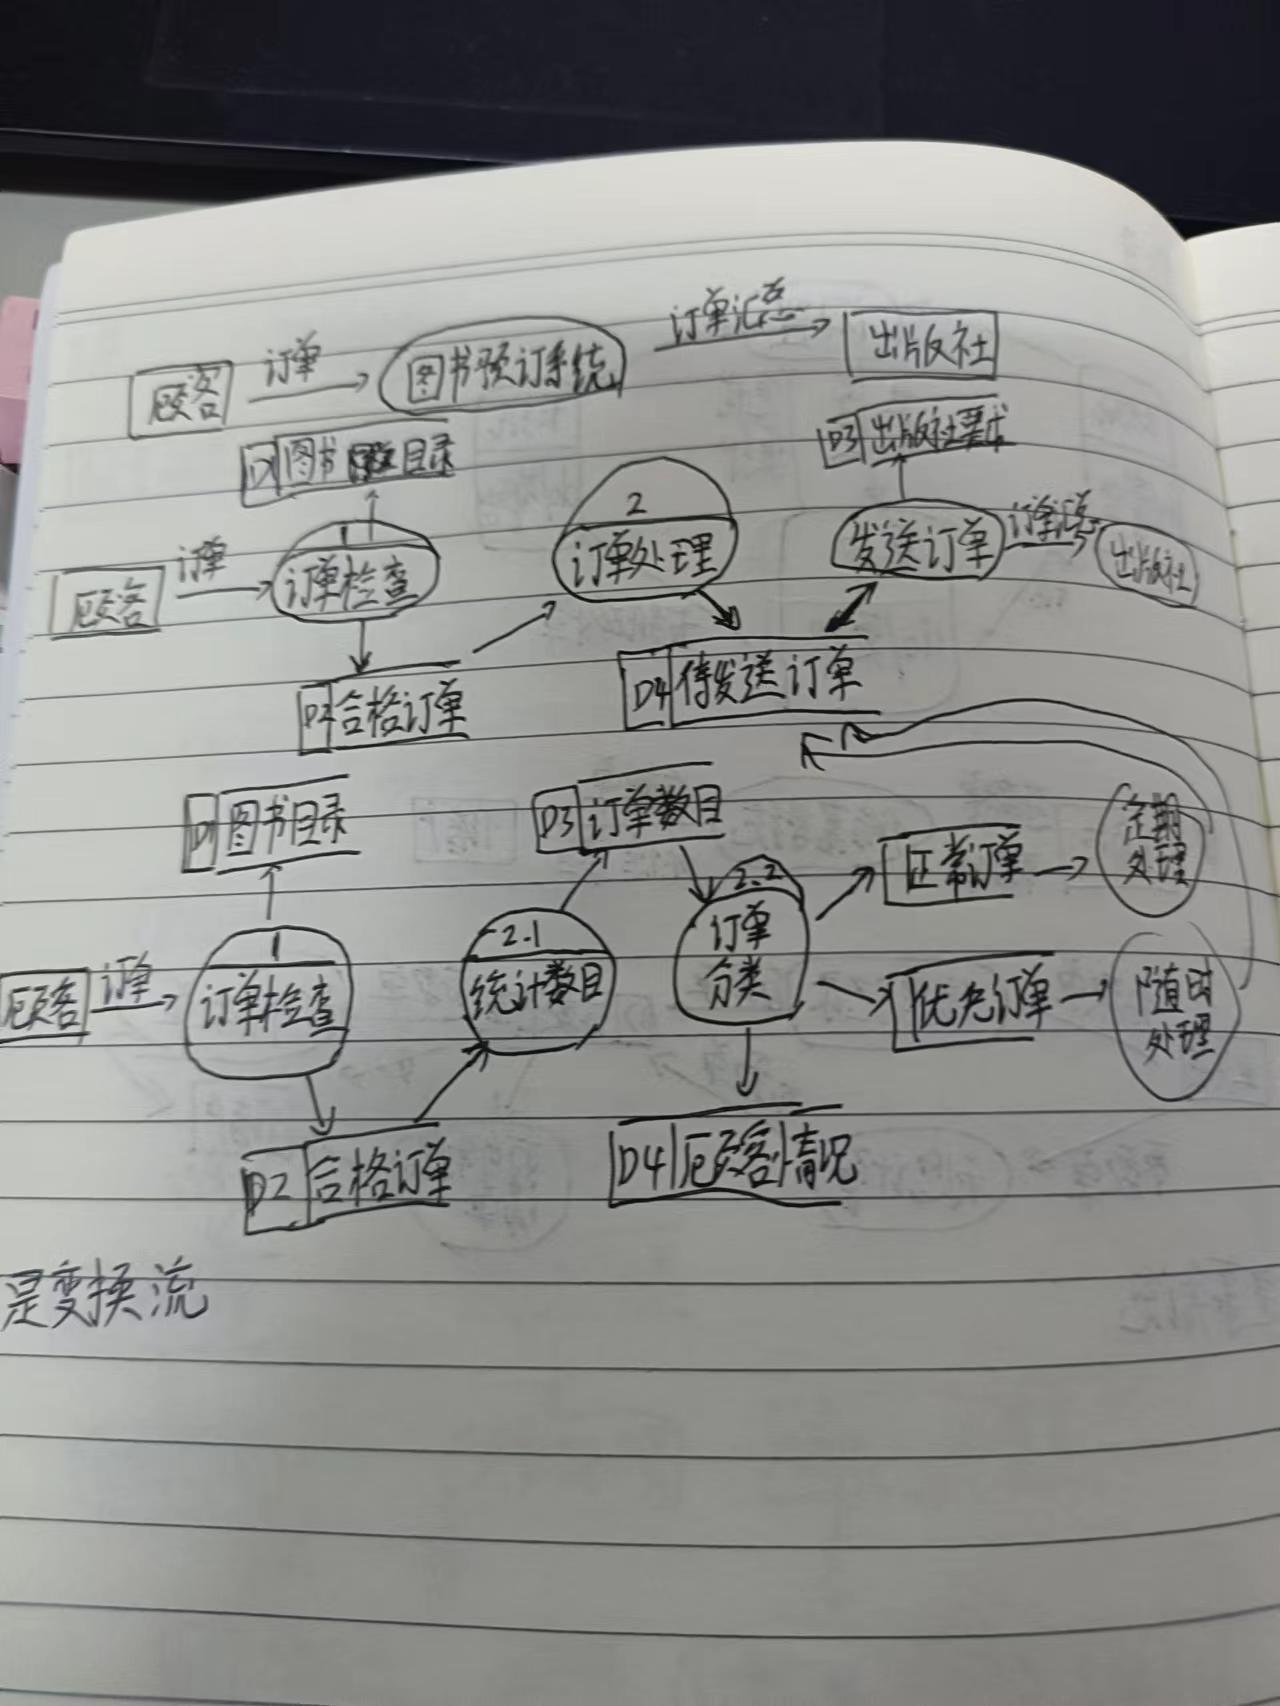 顾客 订单 图书预订系统 订单汇总 出版社
D1 图书目录 D3 出版社要求
顾客 订单 1 订单检查 2 订单处理 发送订单 订单汇总 出版社
D2 合格订单 D4 待发送订单
D1 图书目录 D3 订单数目 正常订单 定期处理
顾客 订单 1 订单检查 2.1 统计数目 2.2 订单分类 优先订单 随时处理
D2 合格订单 D4 顾客情况
是变换流